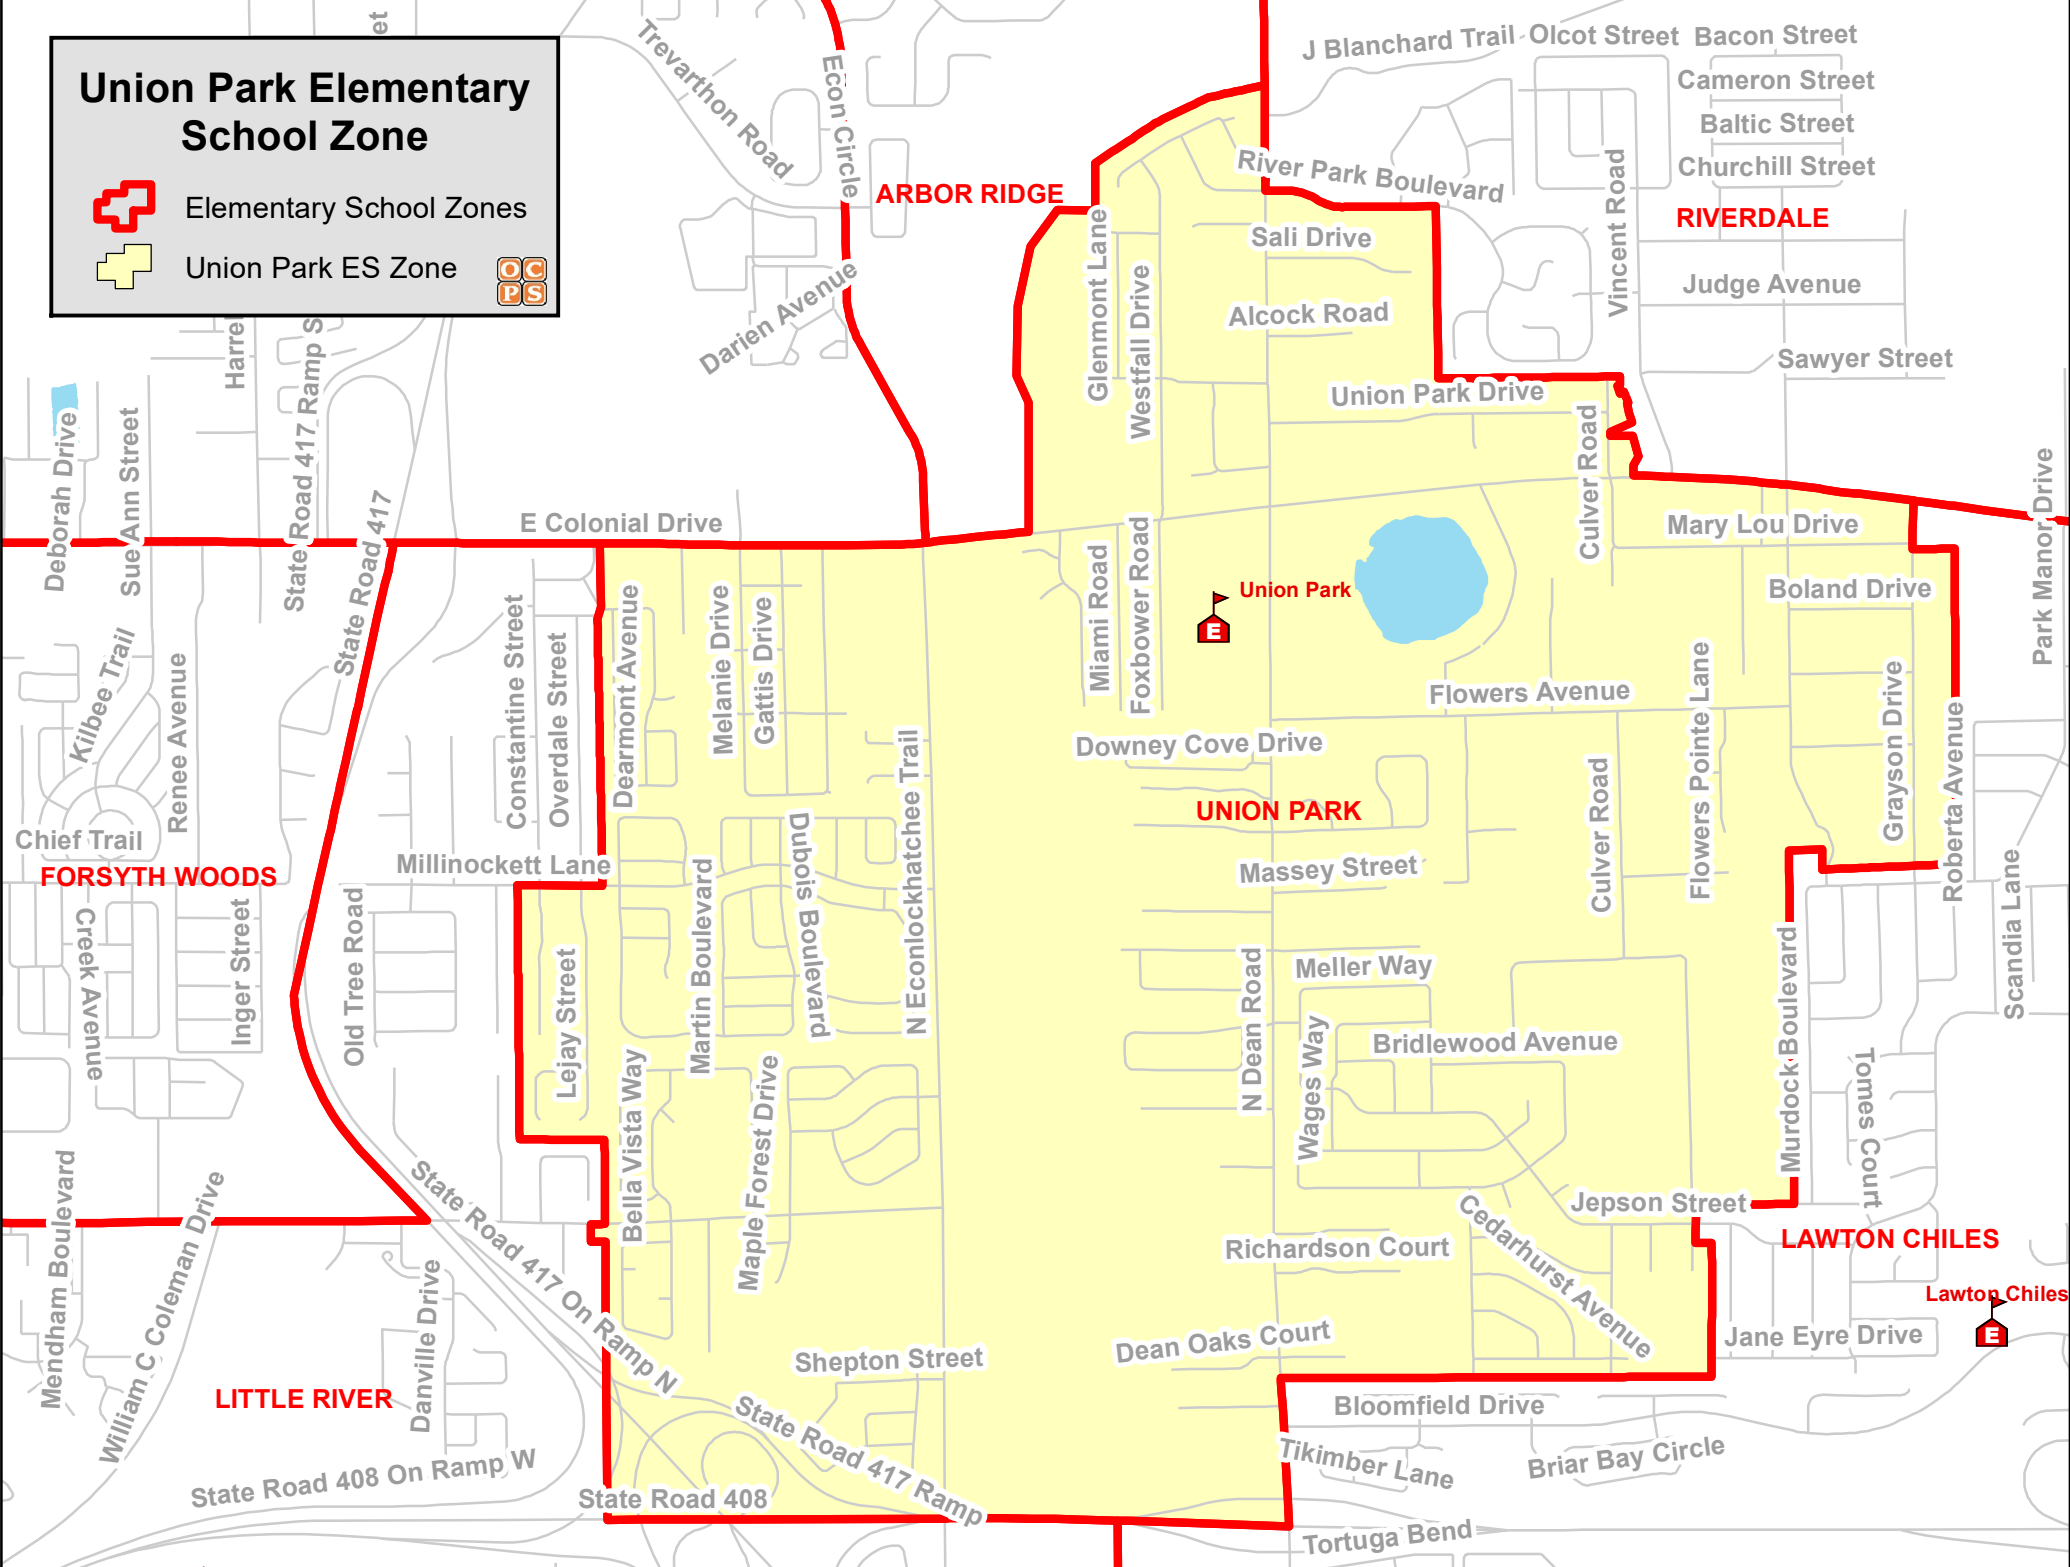 Union Park Elementary
School Zone
Elementary School Zones
Union Park ES Zone
O C
P S
et
Trevarthon Road
Econ Circle
ARBOR RIDGE
J Blanchard Trail
Olcot Street
Bacon Street
Cameron Street
Baltic Street
Churchill Street
River Park Boulevard
Vincent Road
RIVERDALE
Sali Drive
Judge Avenue
Alcock Road
Sawyer Street
Darien Avenue
Glenmont Lane
Westfall Drive
Union Park Drive
Culver Road
Harrel
State Road 417 Ramp S
Deborah Drive
Sue Ann Street
State Road 417
E Colonial Drive
Mary Lou Drive
Park Manor Drive
Boland Drive
Miami Road
Foxbower Road
Union Park
E
Kilbee Trail
Renee Avenue
Constantine Street
Overdale Street
Dearmont Avenue
Melanie Drive
Gattis Drive
N Econlockhatchee Trail
Flowers Avenue
Flowers Pointe Lane
Grayson Drive
Roberta Avenue
Downey Cove Drive
UNION PARK
Culver Road
Chief Trail
FORSYTH WOODS
Millinockett Lane
Dubois Boulevard
Martin Boulevard
Massey Street
Scandia Lane
Creek Avenue
Inger Street
Old Tree Road
Lejay Street
Meller Way
N Dean Road
Wages Way
Bridlewood Avenue
Murdock Boulevard
Tomes Court
Bella Vista Way
Maple Forest Drive
Mendham Boulevard
William C Coleman Drive
State Road 417 On Ramp N
Danville Drive
Jepson Street
Cedarhurst Avenue
Richardson Court
LAWTON CHILES
Lawton Chiles
E
Jane Eyre Drive
Dean Oaks Court
Shepton Street
LITTLE RIVER
State Road 417 Ramp
Bloomfield Drive
Tikimber Lane
Briar Bay Circle
State Road 408 On Ramp W
State Road 408
Tortuga Bend